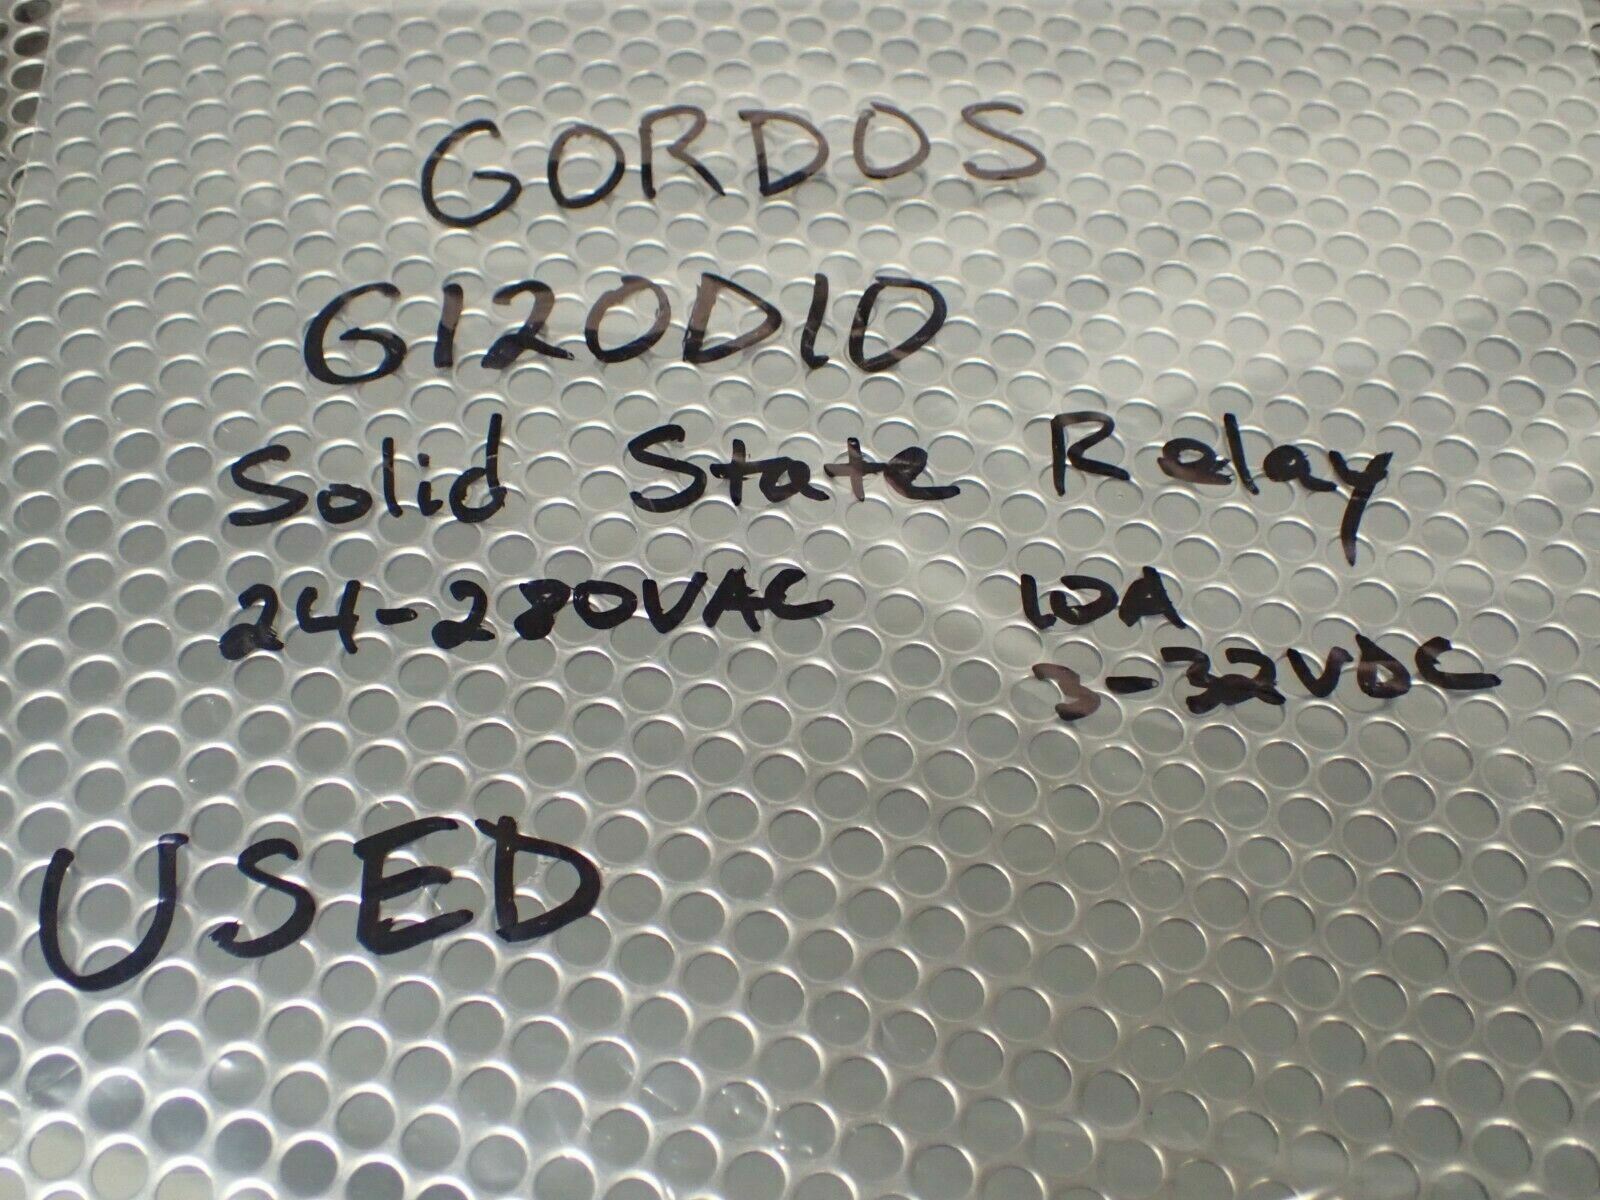 GORDOS
G120D10
Solid State Relay
24-280VAC 10A
3-32VDC
USED